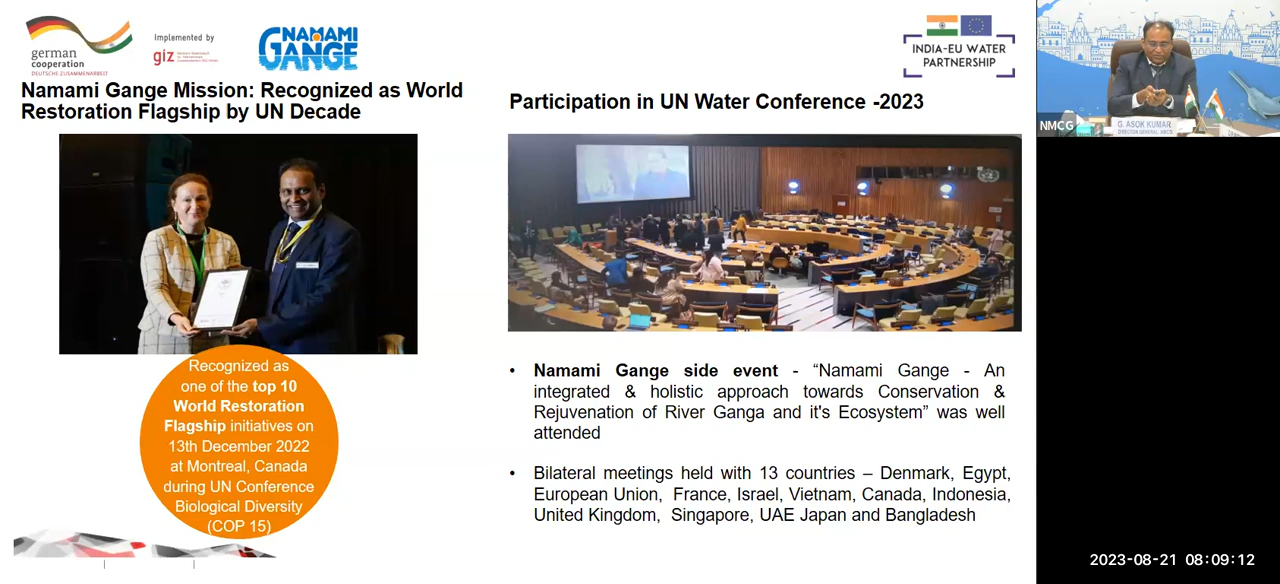 german
cooperation
DEUTSCHE ZUSAMMENARBEIT
Implemented by
giz
NAMAMI
GANGE
INDIA-EU WATER
PARTNERSHIP
Namami Gange Mission: Recognized as World
Restoration Flagship by UN Decade
Participation in UN Water Conference -2023
Recognized as
one of the top 10
World Restoration
Flagship initiatives on
13th December 2022
at Montreal, Canada
during UN Conference
Biological Diversity
(COP 15)
• Namami Gange side event - “Namami Gange - An
integrated & holistic approach towards Conservation &
Rejuvenation of River Ganga and it's Ecosystem” was well
attended
• Bilateral meetings held with 13 countries – Denmark, Egypt,
European Union, France, Israel, Vietnam, Canada, Indonesia,
United Kingdom, Singapore, UAE Japan and Bangladesh
NMCG
G. ASOK KUMAR
DIRECTOR GENERAL, NMCG
2023-08-21 08:09:12